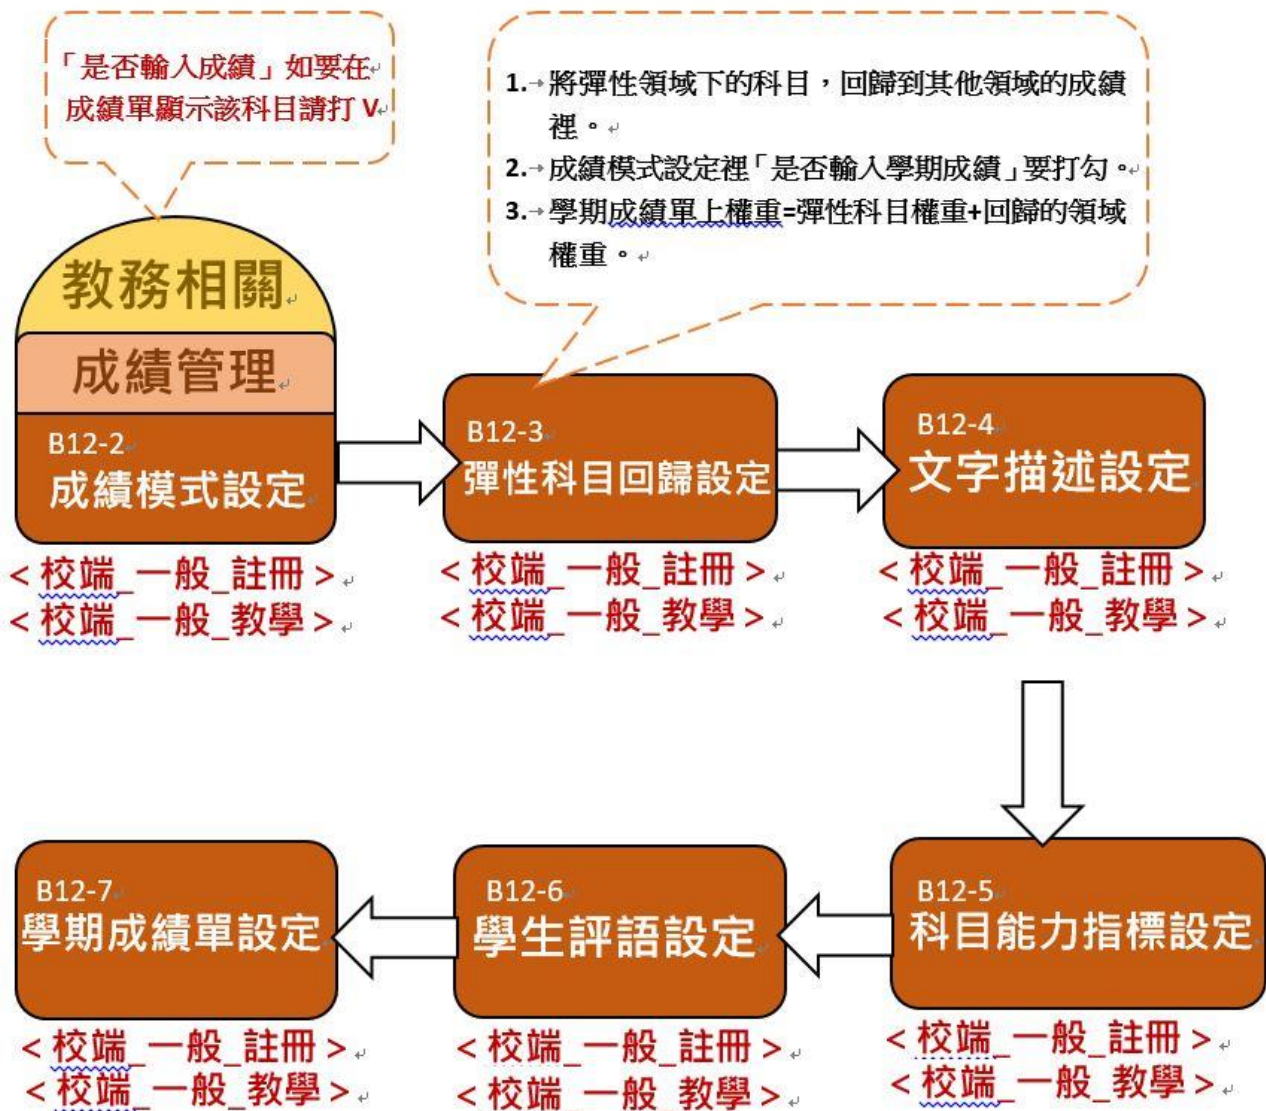 「是否輸入成績」如要在
成績單顯示該科目請打 V
1. 將彈性領域下的科目，回歸到其他領域的成績
裡。
2. 成績模式設定裡「是否輸入學期成績」要打勾。
3. 學期成績單上權重=彈性科目權重+回歸的領域
權重。
教務相關
成績管理
B12-2
成績模式設定
<校端_一般_註冊>
<校端_一般_教學>
B12-3
彈性科目回歸設定
<校端_一般_註冊>
<校端_一般_教學>
B12-4
文字描述設定
<校端_一般_註冊>
<校端_一般_教學>
B12-5
科目能力指標設定
<校端_一般_註冊>
<校端_一般_教學>
B12-6
學生評語設定
<校端_一般_註冊>
<校端_一般_教學>
B12-7
學期成績單設定
<校端_一般_註冊>
<校端_一般_教學>